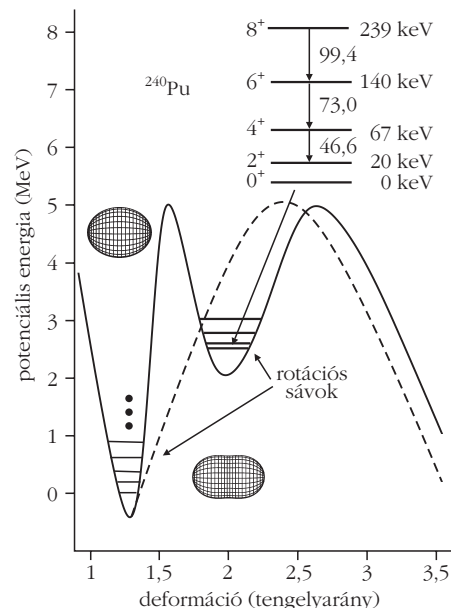 potenciális energia (MeV)
8
7
6
5
4
3
2
1
0
²⁴⁰Pu
8⁺ 239 keV
99,4
6⁺ 140 keV
73,0
4⁺ 67 keV
46,6
2⁺ 20 keV
0⁺ 0 keV
rotációs
sávok
1 1,5 2 2,5 3 3,5
deformáció (tengelyarány)